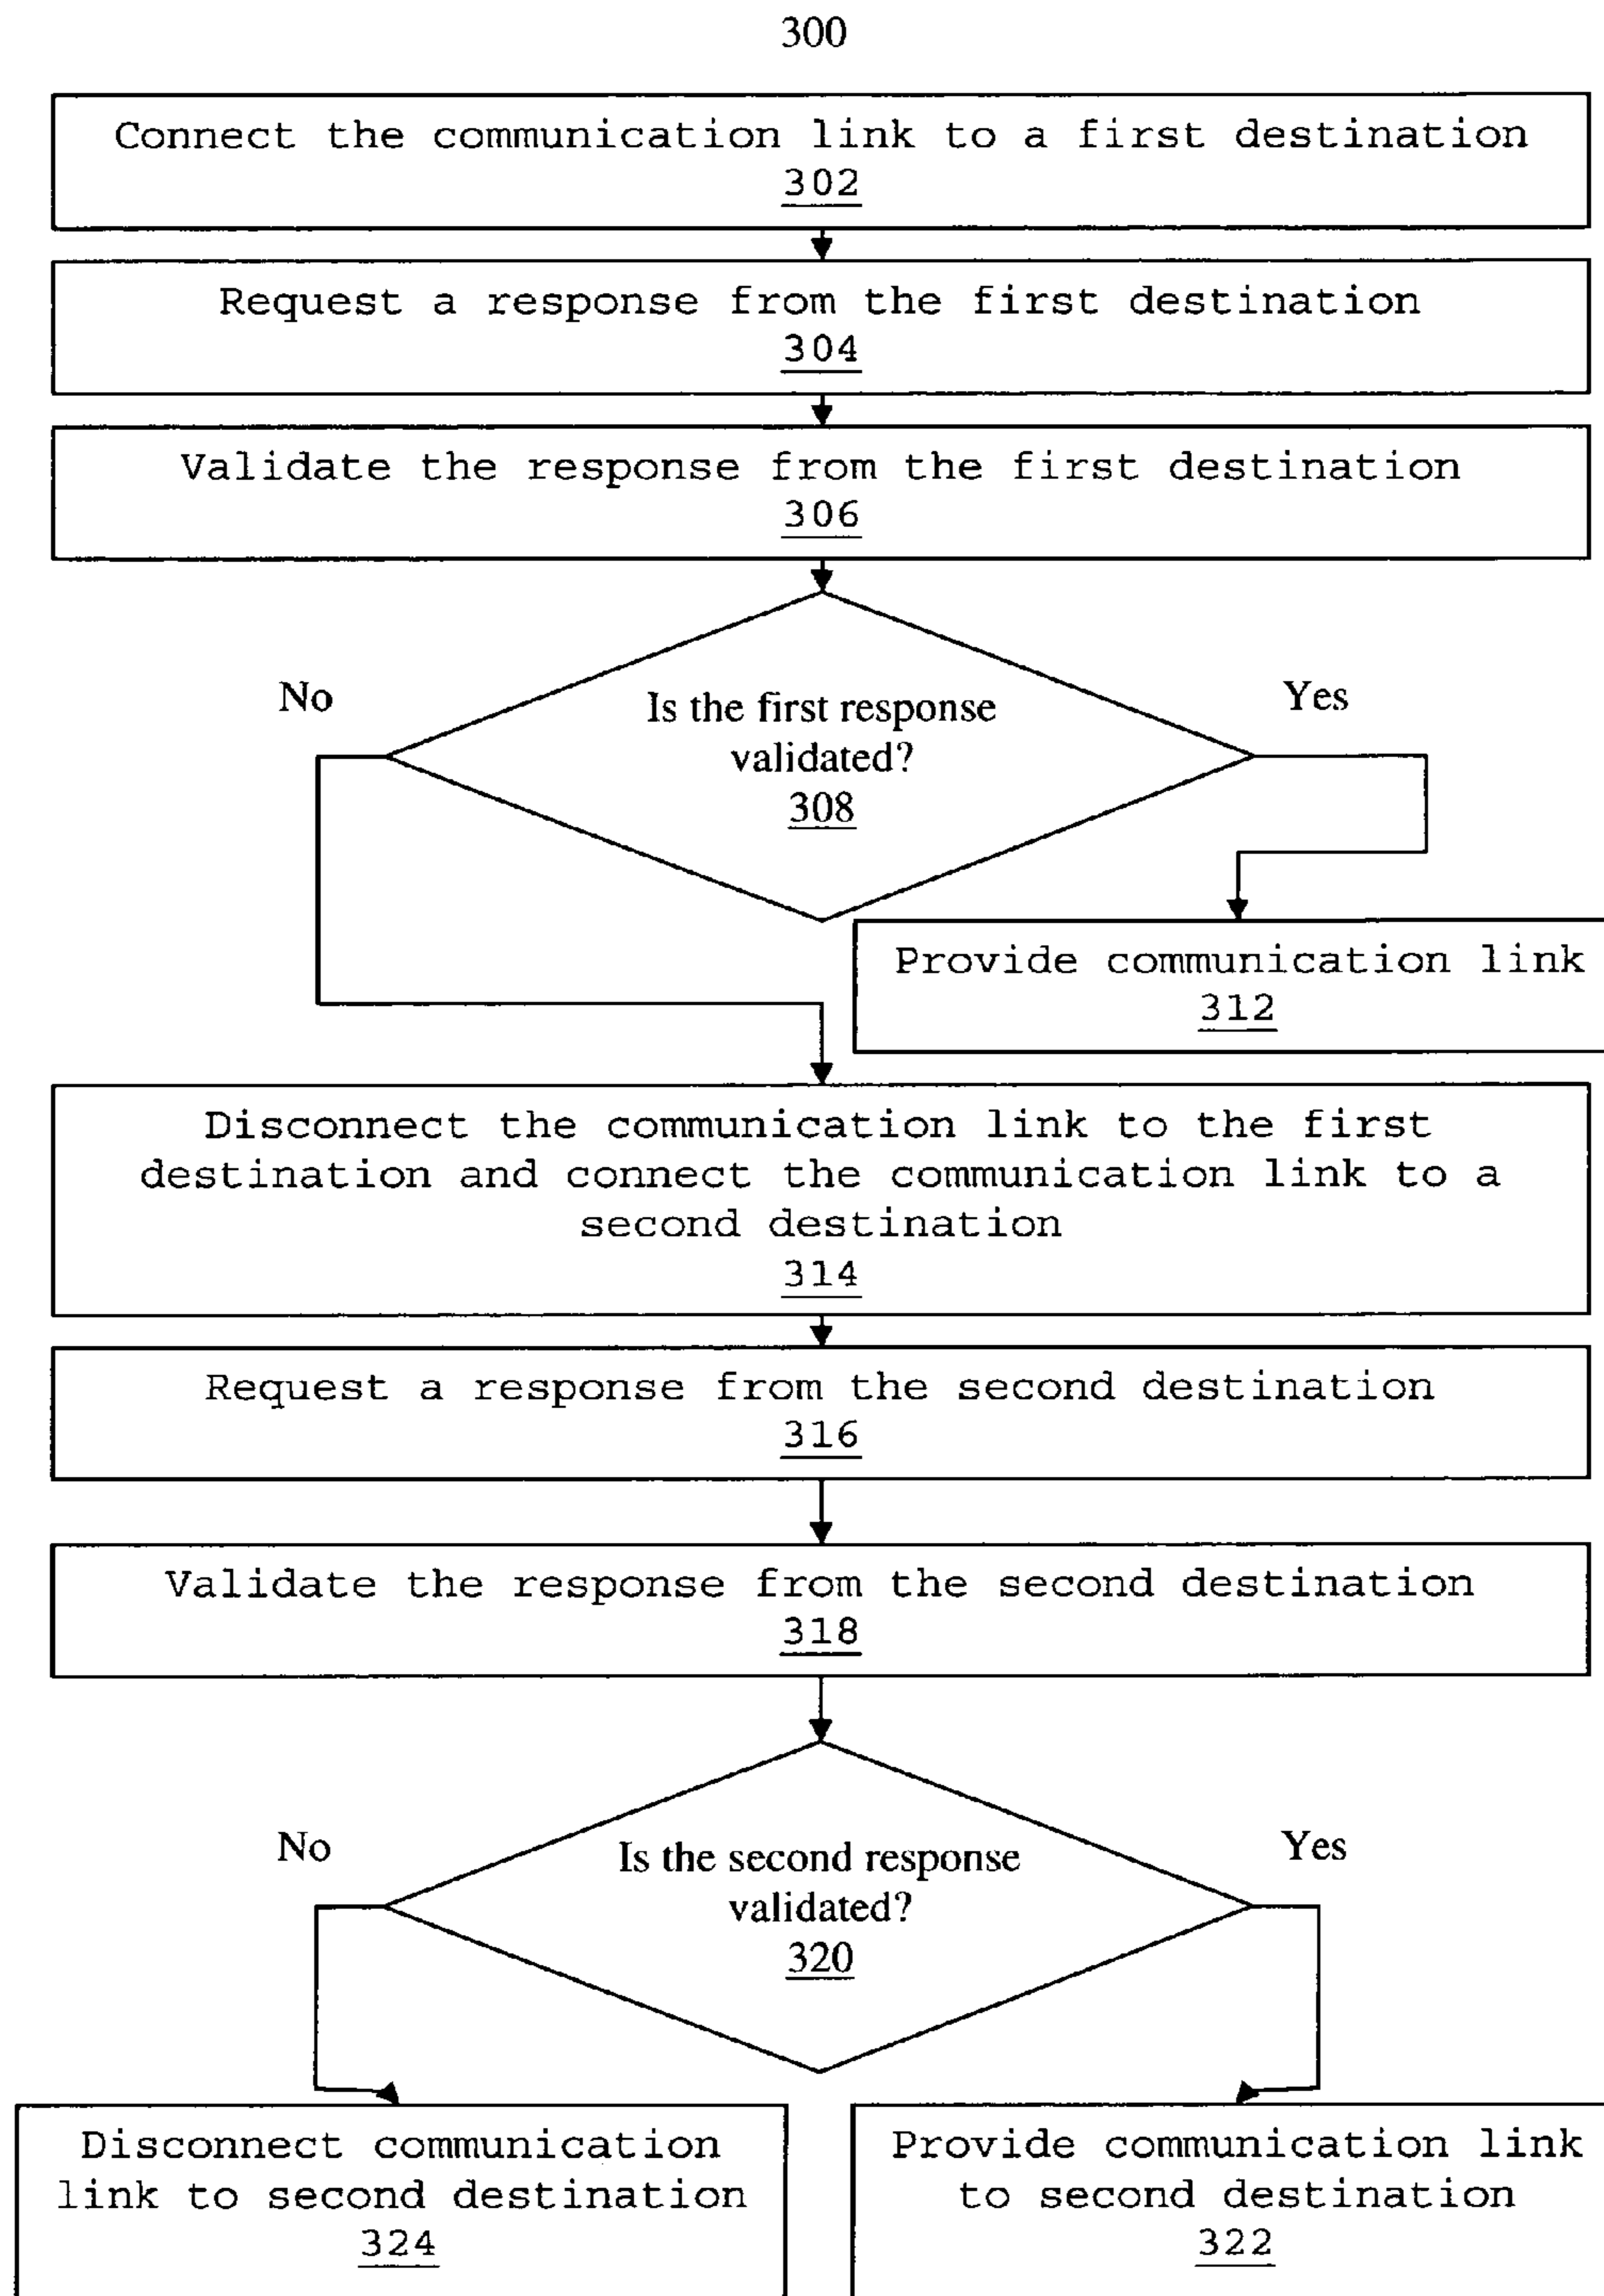 300
Connect the communication link to a first destination
302
Request a response from the first destination
304
Validate the response from the first destination
306
No
Yes
Is the first response
validated?
308
Provide communication link
312
Disconnect the communication link to the first
destination and connect the communication link to a
second destination
314
Request a response from the second destination
316
Validate the response from the second destination
318
No
Yes
Is the second response
validated?
320
Disconnect communication
link to second destination
324
Provide communication link
to second destination
322